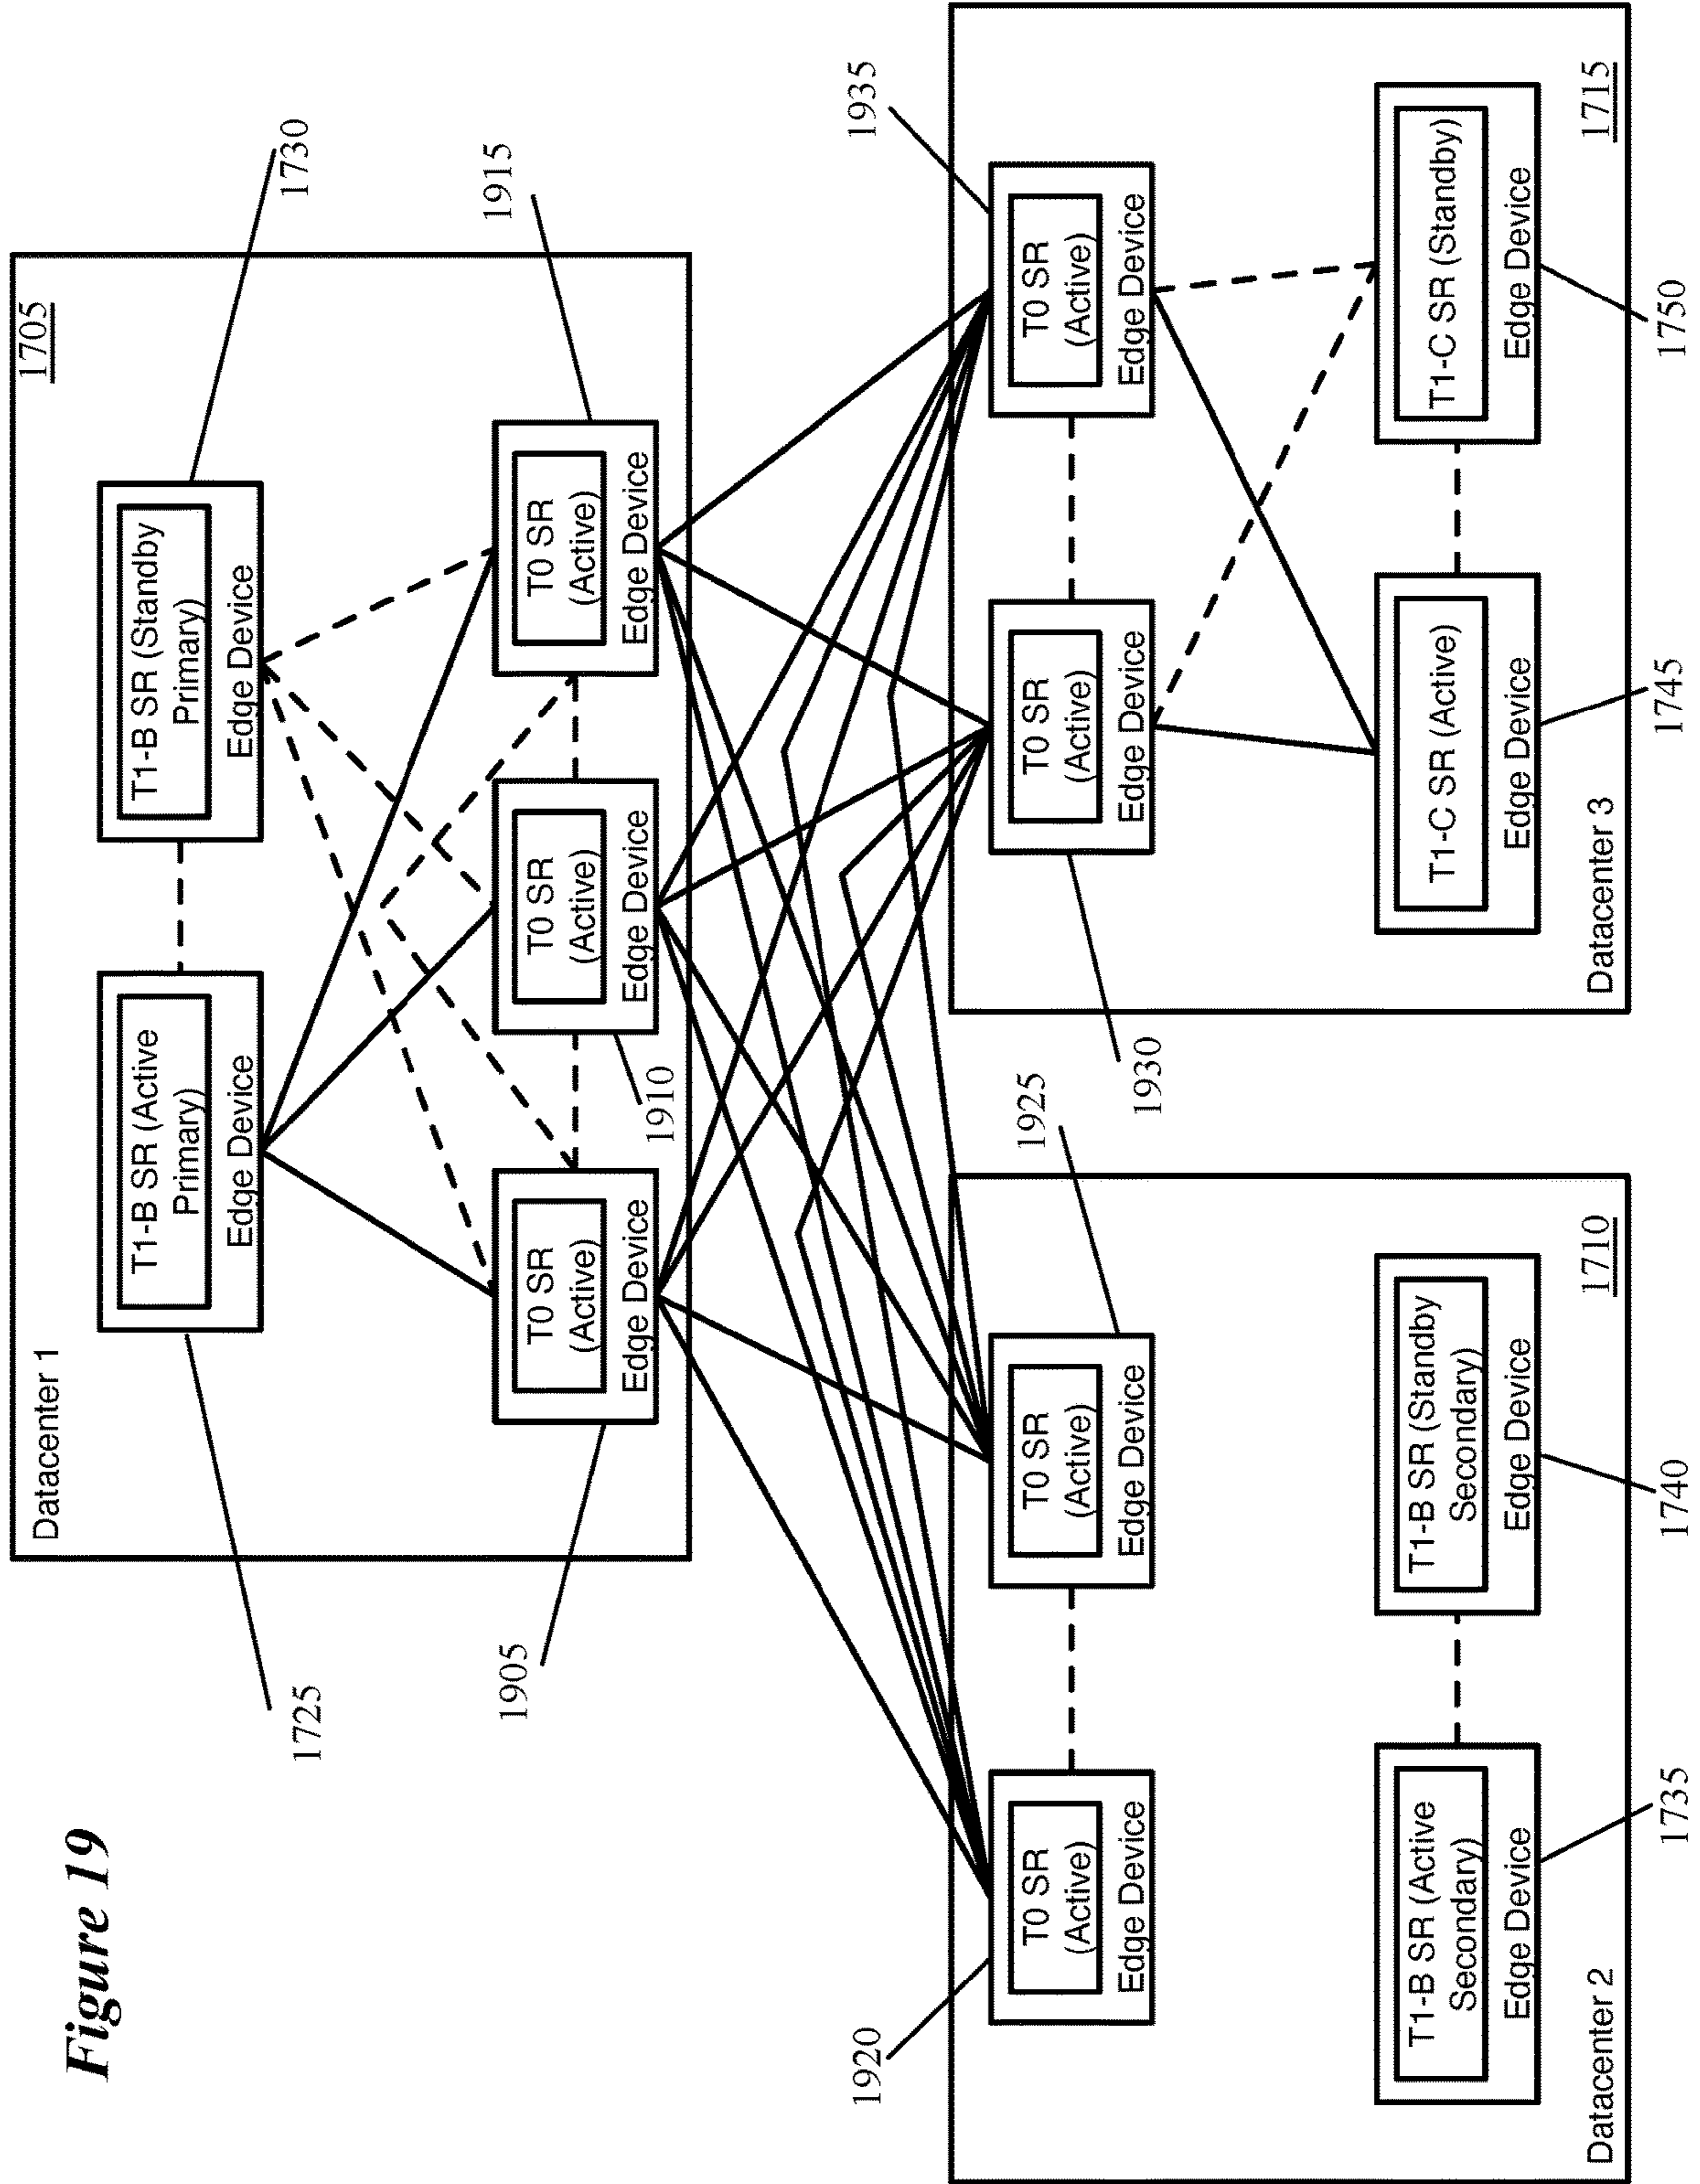 Figure 19
Datacenter 1
1705
T1-B SR (Active
Primary)
Edge Device
1725
T1-B SR (Standby
Primary)
Edge Device
1730
T0 SR
(Active)
Edge Device
1905
T0 SR
(Active)
Edge Device
1910
T0 SR
(Active)
Edge Device
1915
T0 SR
(Active)
Edge Device
1920
T0 SR
(Active)
Edge Device
1925
T1-B SR (Active
Secondary)
Edge Device
1735
T1-B SR (Standby
Secondary)
Edge Device
1740
Datacenter 2
1710
T0 SR
(Active)
Edge Device
1930
T0 SR
(Active)
Edge Device
1935
T1-C SR (Active)
Edge Device
1745
T1-C SR (Standby)
Edge Device
1750
Datacenter 3
1715